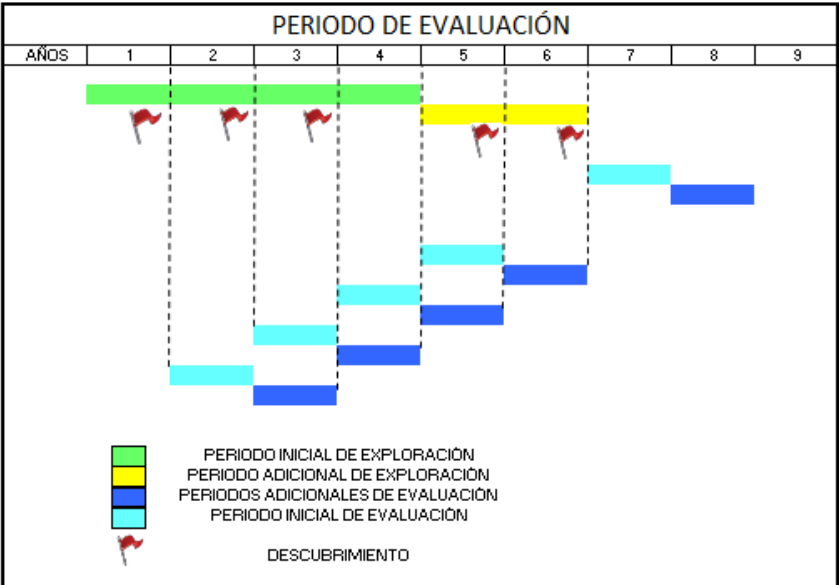 PERIODO DE EVALUACIÓN
AÑOS 1 2 3 4 5 6 7 8 9
PERIODO INICIAL DE EXPLORACIÓN
PERIODO ADICIONAL DE EXPLORACIÓN
PERIODOS ADICIONALES DE EVALUACIÓN
PERIODO INICIAL DE EVALUACIÓN
DESCUBRIMIENTO